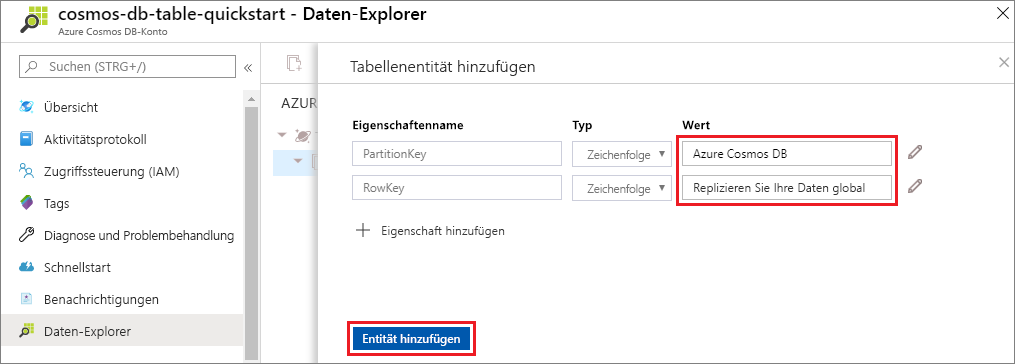 cosmos-db-table-quickstart - Daten-Explorer
Azure Cosmos DB-Konto
Suchen (STRG+/)
Übersicht
Aktivitätsprotokoll
Zugriffssteuerung (IAM)
Tags
Diagnose und Problembehandlung
Schnellstart
Benachrichtigungen
Daten-Explorer
AZUR
Tabellenentität hinzufügen
Eigenschaftenname Typ Wert
PartitionKey Zeichenfolge Azure Cosmos DB
RowKey Zeichenfolge Replizieren Sie Ihre Daten global
Eigenschaft hinzufügen
Entität hinzufügen